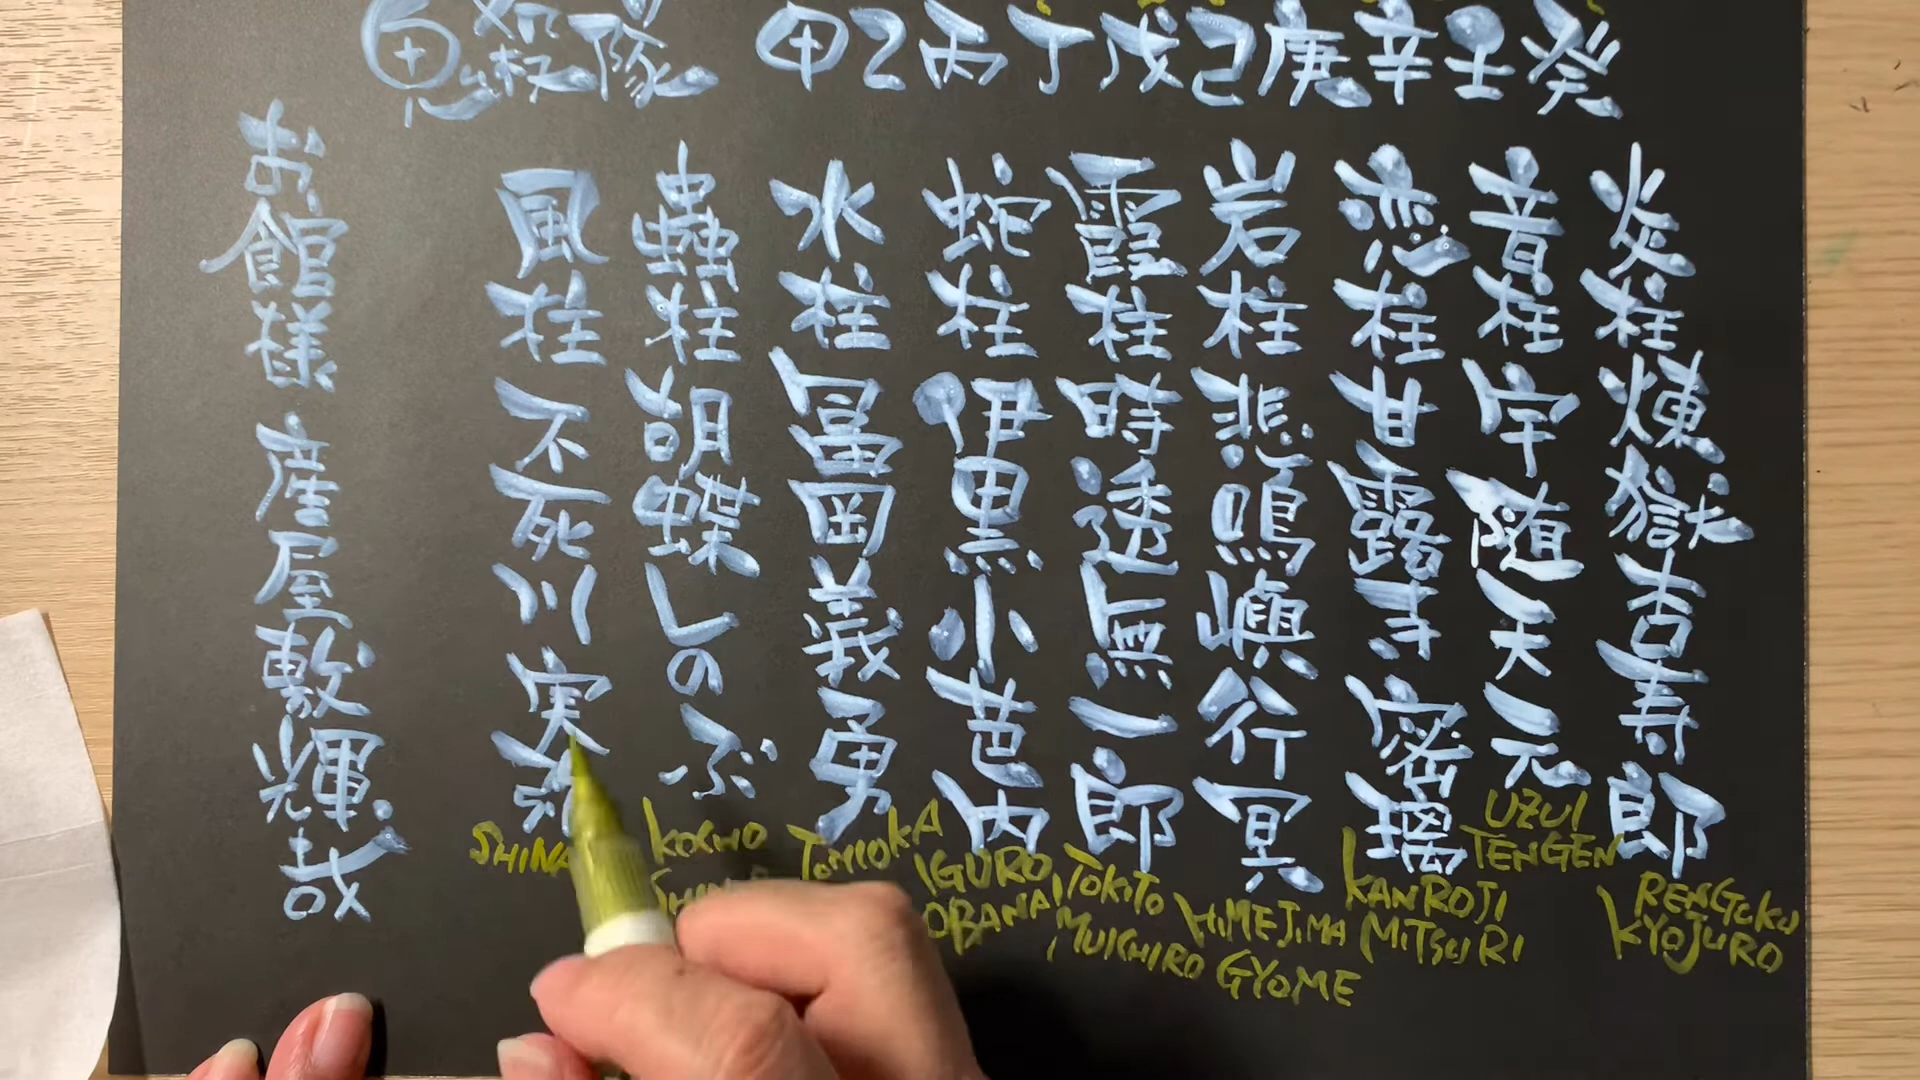 鬼殺隊 甲乙丙丁戊己庚辛壬癸
炎柱 煉獄 杏寿郎
音柱 宇随天元
恋柱 甘露寺 密璃
岩柱 悲鳴嶼 行冥
霞柱 時透 無一郎
蛇柱 伊黒 小芭内
水柱 冨岡 義勇
蟲柱 胡蝶 しのぶ
風柱 不死川 実弥
お館様 産屋敷 輝哉
RENGOKU
KYOJURO
UZUI
TENGEN
KANROJI
MITSURI
HIMEJIMA
GYOME
TOKITO
MUICHIRO
IGURO
OBANAI
TOMIOKA
KOCHO
SHINA